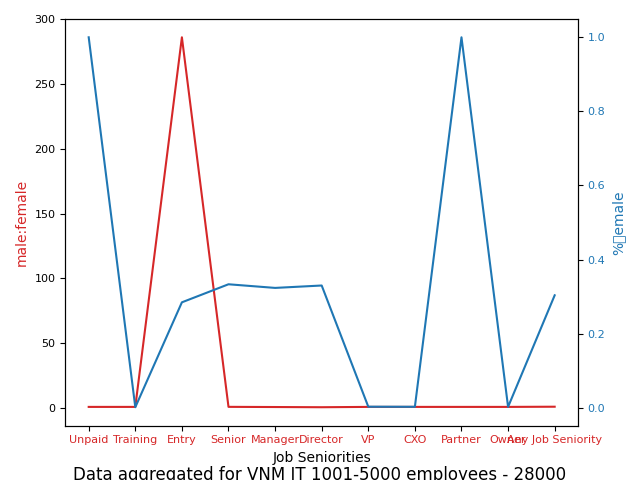 300
250
200
150
100
50
0
male:female
1.0
0.8
0.6
0.4
0.2
0.0
%▯emale
Unpaid Training Entry Senior Manager Director VP CXO Partner Owner Any Job Seniority
Job Seniorities
Data aggregated for VNM IT 1001-5000 employees - 28000